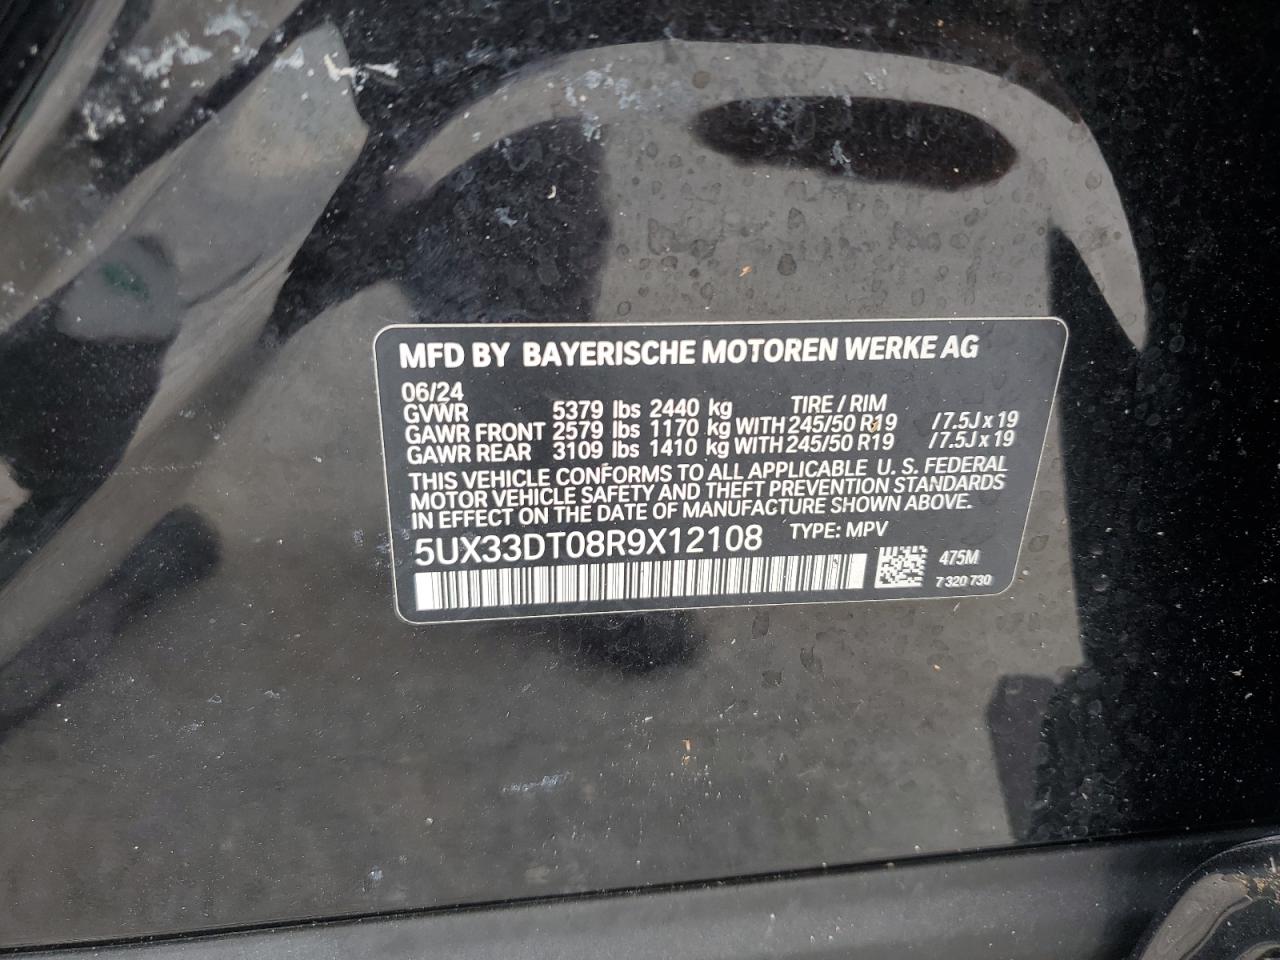 MFD BY BAYERISCHE MOTOREN WERKE AG
06/24 TIRE / RIM
GVWR 5379 lbs 2440 kg
GAWR FRONT 2579 lbs 1170 kg WITH 245/50 R19 /7.5J x 19
GAWR REAR 3109 lbs 1410 kg WITH 245/50 R19 /7.5J x 19
THIS VEHICLE CONFORMS TO ALL APPLICABLE U. S. FEDERAL
MOTOR VEHICLE SAFETY AND THEFT PREVENTION STANDARDS
IN EFFECT ON THE DATE OF MANUFACTURE SHOWN ABOVE.
5UX33DT08R9X12108 TYPE: MPV
475M
7 320 730